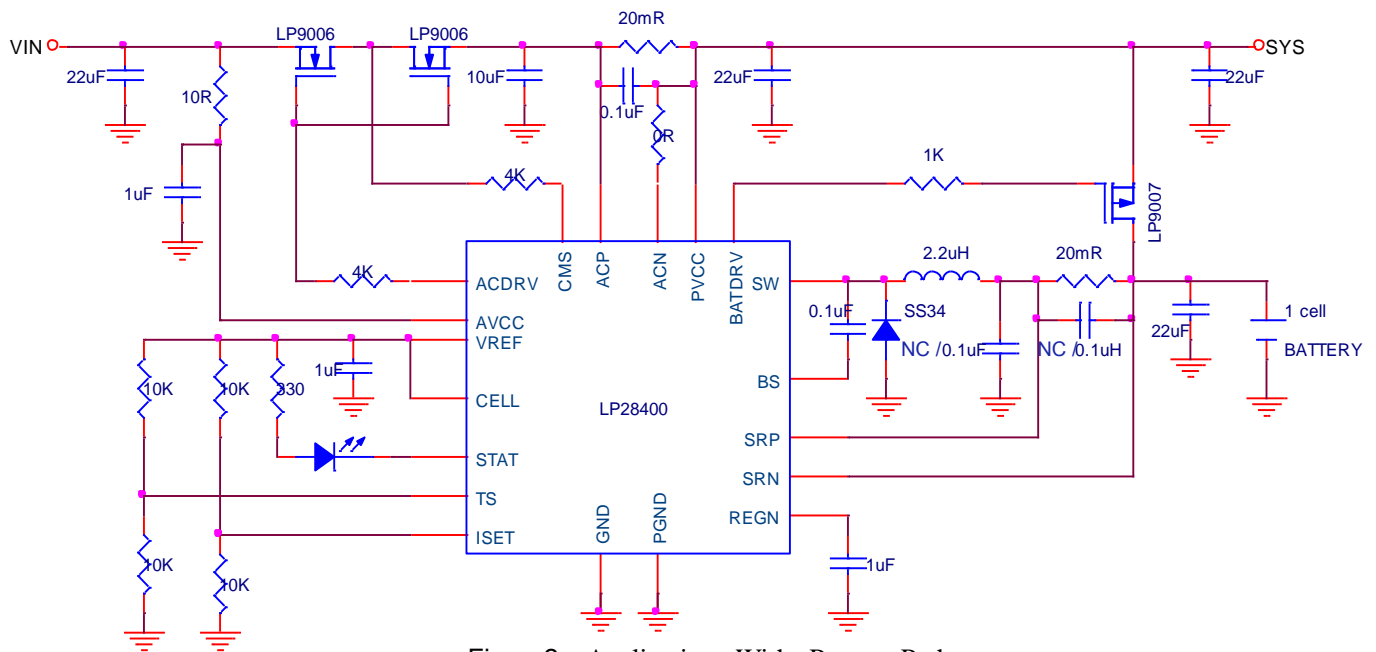 20mR
LP9006
LP9006
VIN
SYS
22uF
10uF
22uF
22uF
10R
0.1uF
0R
1K
1uF
4K
LP9007
4K
CMS
ACP
ACN
PVCC
BATDRV
2.2uH
20mR
ACDRV
SW
0.1uF
SS34
1 cell
AVCC
VREF
22uF
NC /0.1uF
NC /0.1uH
BATTERY
1uF
10K
10K
330
BS
CELL
LP28400
SRP
STAT
SRN
TS
REGN
GND
PGND
ISET
10K
10K
1uF